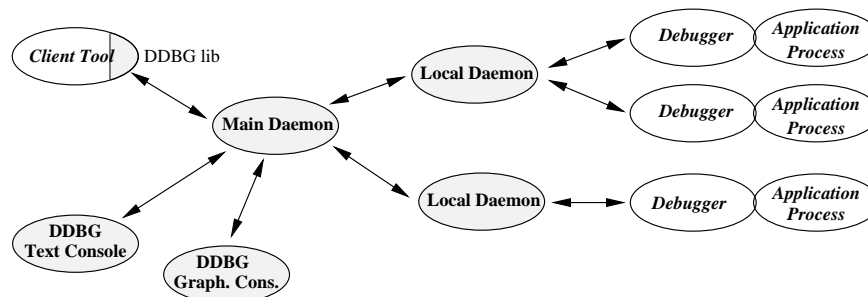 Client Tool
DDBG lib
Main Daemon
DDBG
Text Console
DDBG
Graph. Cons.
Local Daemon
Local Daemon
Debugger
Application
Process
Debugger
Application
Process
Debugger
Application
Process